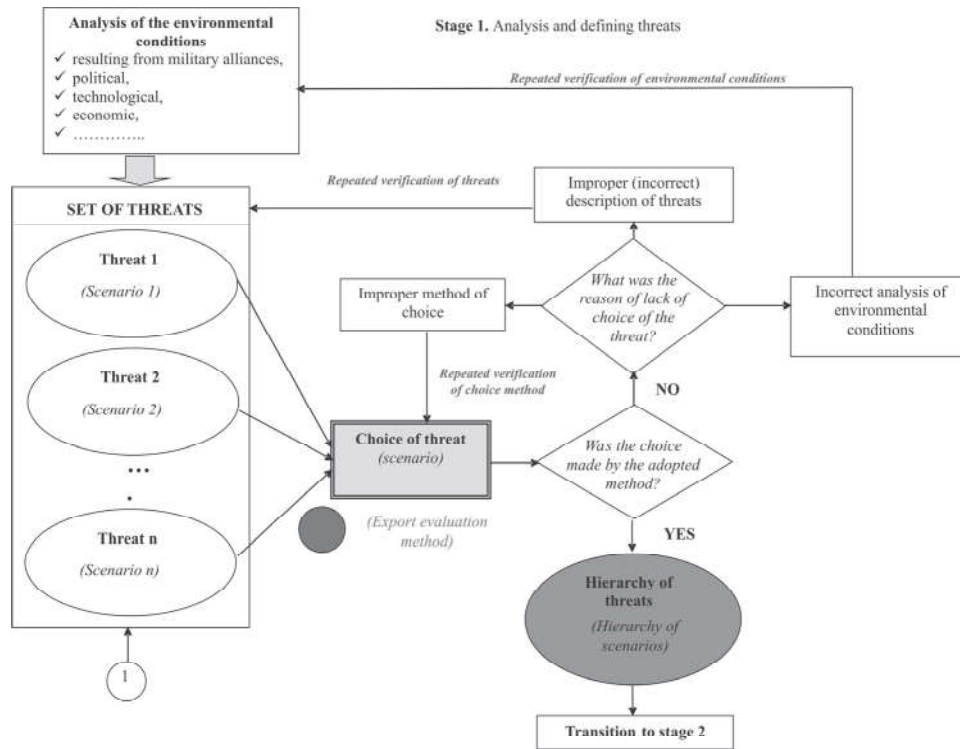 Analysis of the environmental
conditions
✓ resulting from military alliances,
✓ political,
✓ technological,
✓ economic,
✓ …………..
Stage 1. Analysis and defining threats
Repeated verification of environmental conditions
SET OF THREATS
Threat 1
(Scenario 1)
Threat 2
(Scenario 2)
...
.
Threat n
(Scenario n)
1
Repeated verification of threats
Improper (incorrect)
description of threats
Improper method of
choice
What was the
reason of lack of
choice of the
threat?
Incorrect analysis of
environmental
conditions
Repeated verification
of choice method
NO
Choice of threat
(scenario)
Was the choice
made by the adopted
method?
(Export evaluation
method)
YES
Hierarchy of
threats
(Hierarchy of
scenarios)
Transition to stage 2